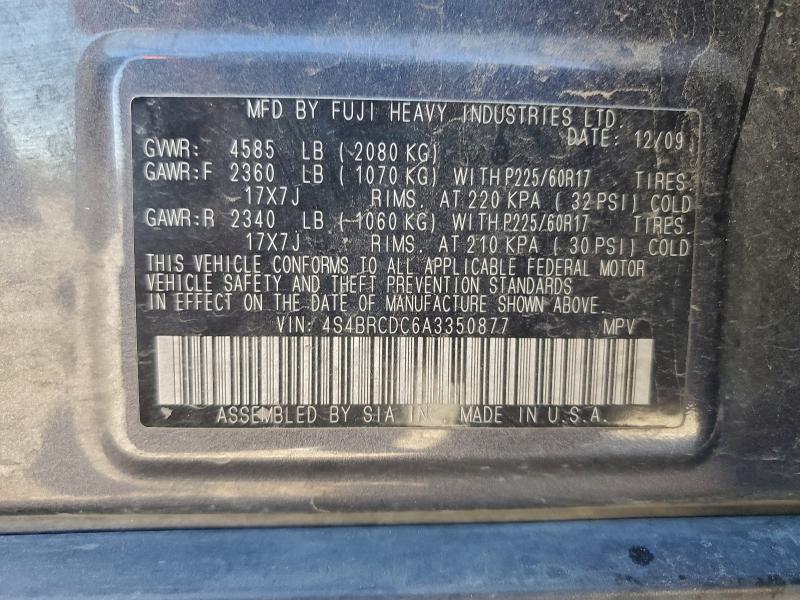 MFD BY FUJI HEAVY INDUSTRIES LTD.
DATE: 12/09
GVWR: 4585 LB ( 2080 KG)
GAWR:F 2360 LB ( 1070 KG) WITH P225/60R17 TIRES.
17X7J RIMS. AT 220 KPA ( 32 PSI) COLD
GAWR:R 2340 LB ( 1060 KG) WITH P225/60R17 TIRES.
17X7J RIMS. AT 210 KPA ( 30 PSI) COLD
THIS VEHICLE CONFORMS TO ALL APPLICABLE FEDERAL MOTOR
VEHICLE SAFETY AND THEFT PREVENTION STANDARDS
IN EFFECT ON THE DATE OF MANUFACTURE SHOWN ABOVE.
VIN: 4S4BRCDC6A3350877 MPV
ASSEMBLED BY SIA INC. MADE IN U.S.A.